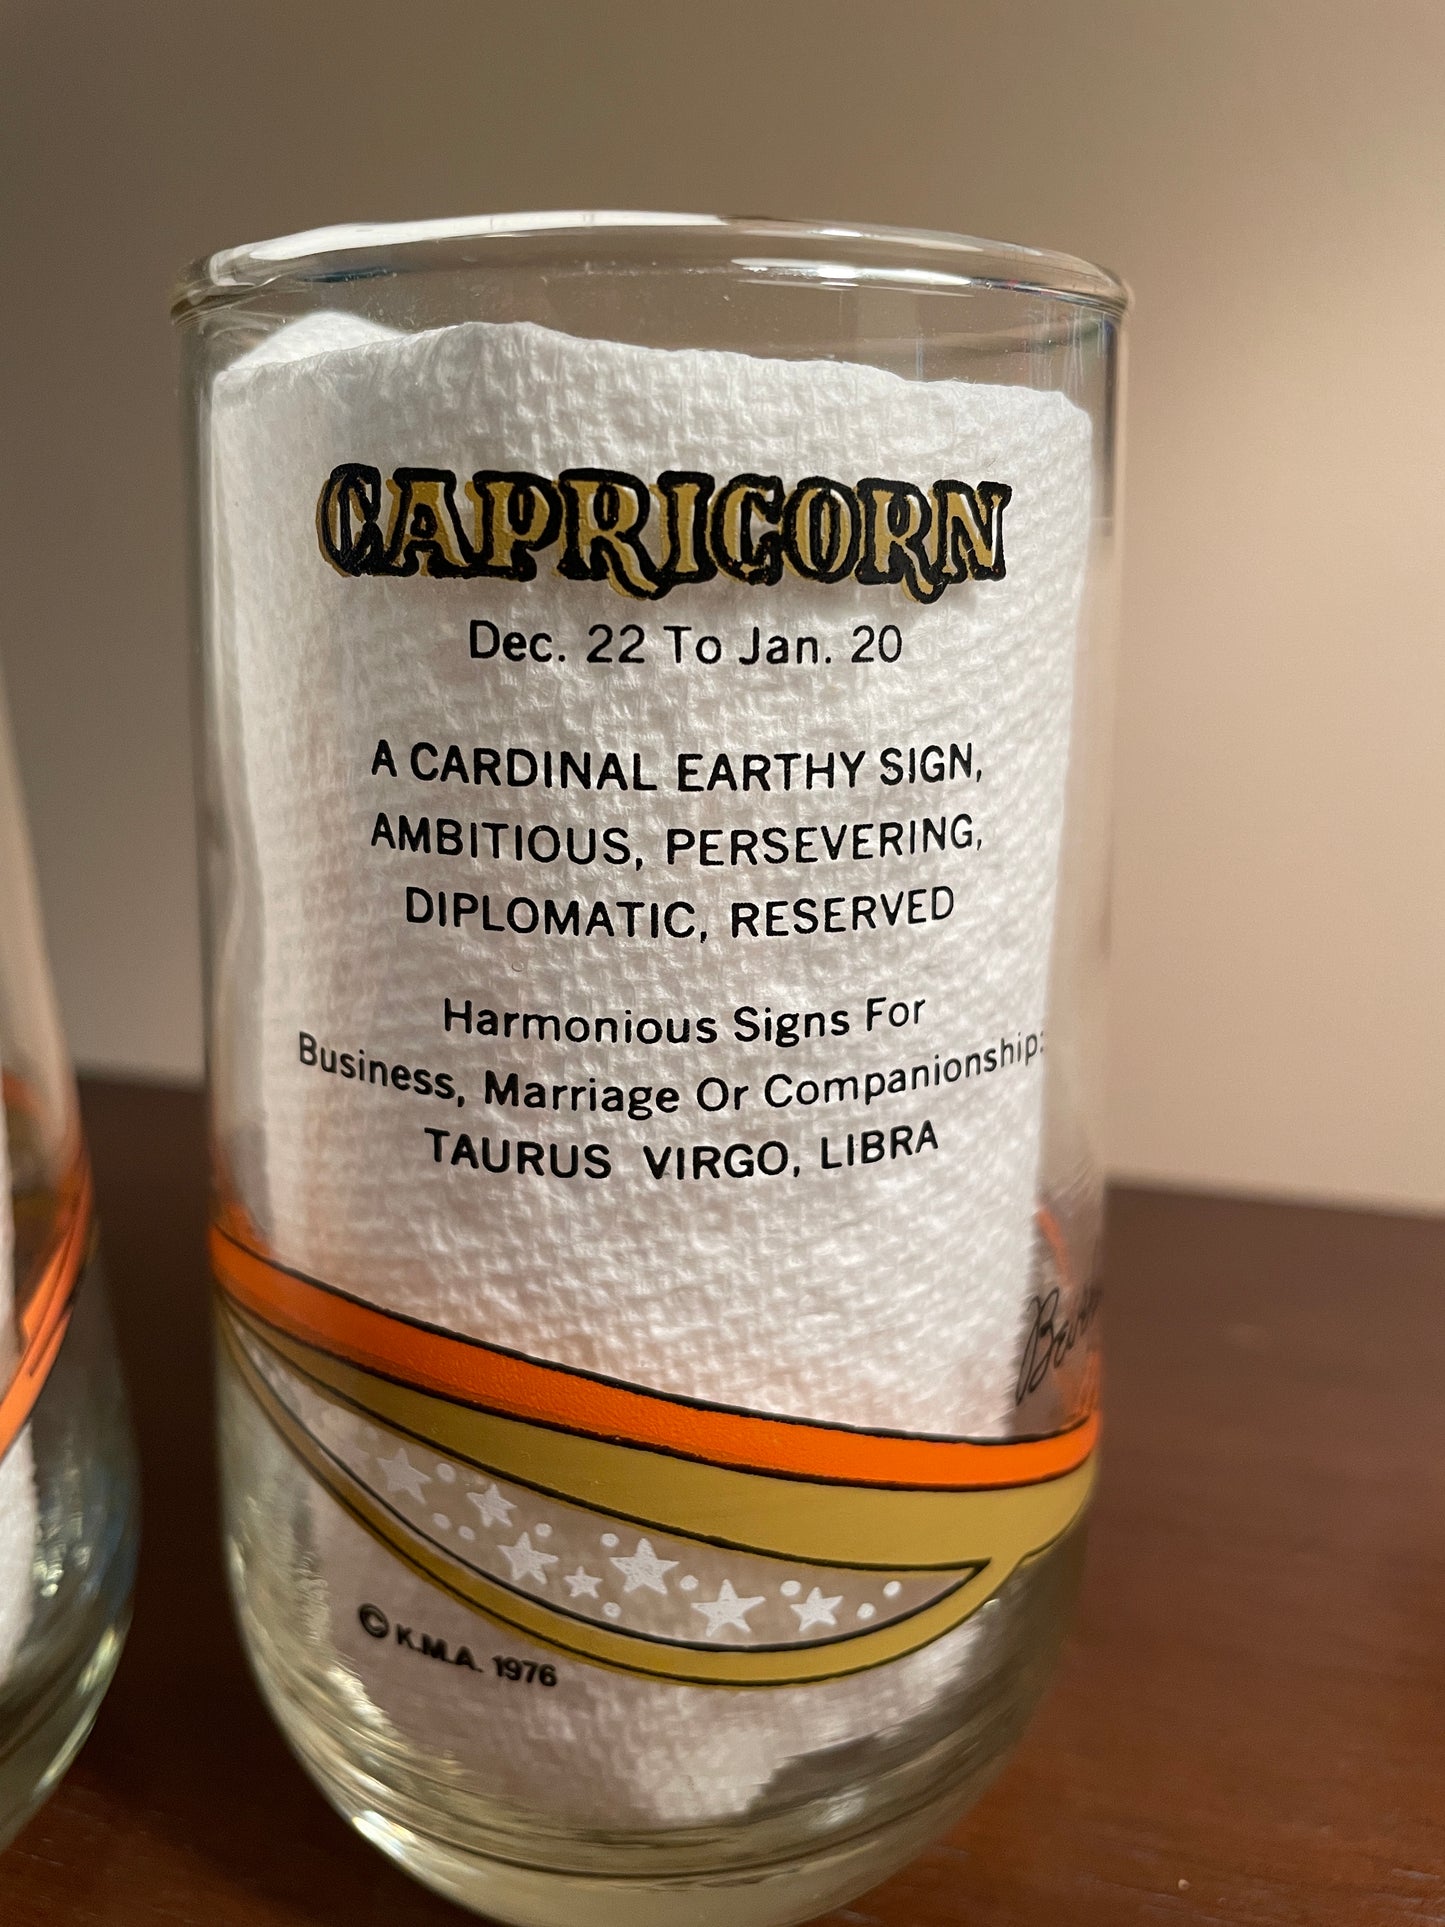 CAPRICORN
Dec. 22 To Jan. 20
A CARDINAL EARTHY SIGN,
AMBITIOUS, PERSEVERING,
DIPLOMATIC, RESERVED
Harmonious Signs For
Business, Marriage Or Companionship:
TAURUS VIRGO, LIBRA
© K.M.A. 1976